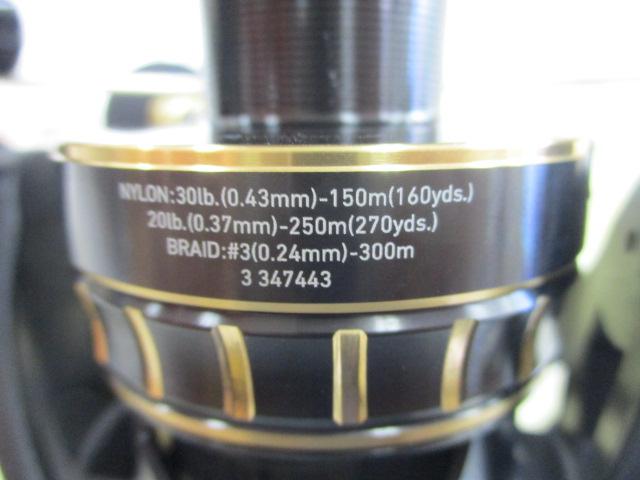 NYLON:30lb.(0.43mm)-150m(160yds.)
20lb.(0.37mm)-250m(270yds.)
BRAID:#3(0.24mm)-300m
3 347443